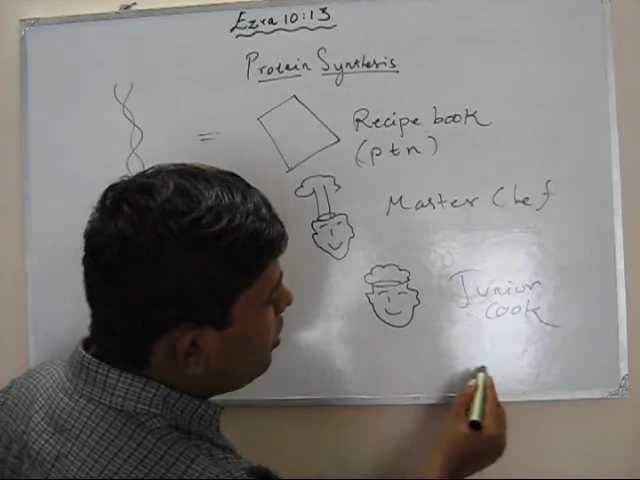 Ezra 10:13
Protein Synthesis
= Recipe book
(ptn)
Master Chef
Junior
Cook